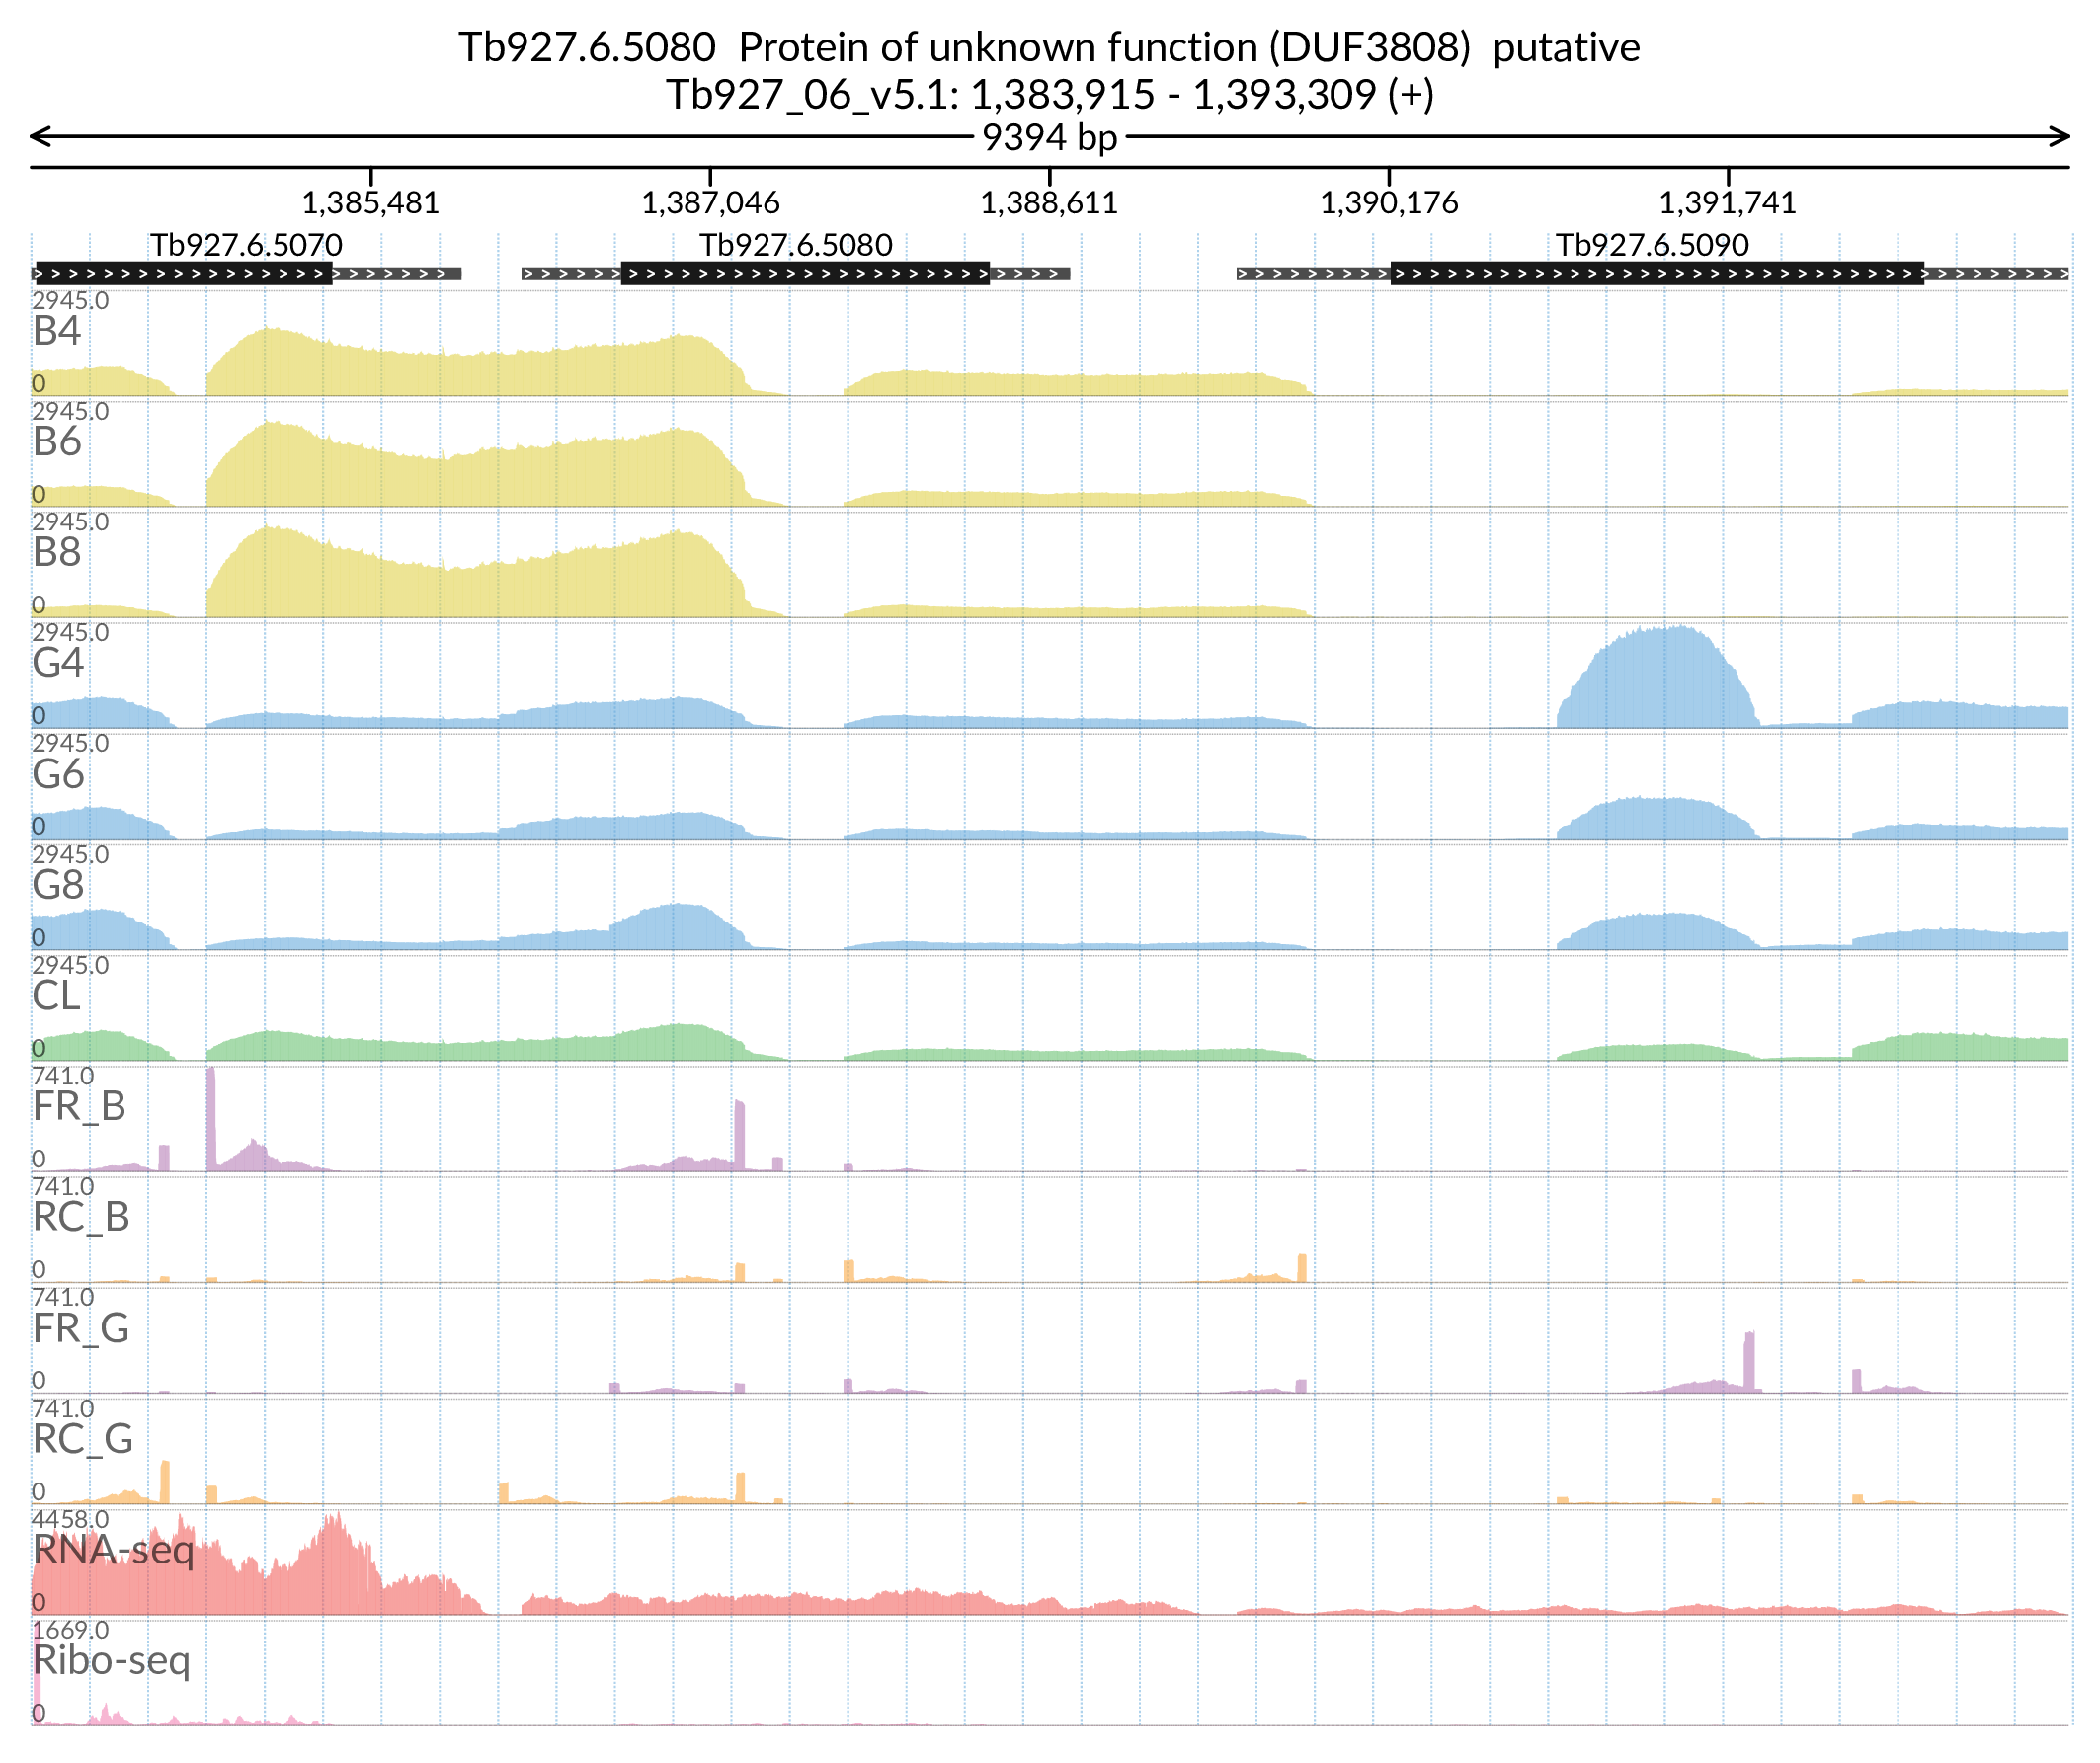 Tb927.6.5080  Protein of unknown function (DUF3808)  putative
Tb927_06_v5.1: 1,383,915 - 1,393,309 (+)
9394 bp
1,385,481 1,387,046 1,388,611 1,390,176 1,391,741
Tb927.6.5070 Tb927.6.5080 Tb927.6.5090
2945.0
B4
0
2945.0
B6
0
2945.0
B8
0
2945.0
G4
0
2945.0
G6
0
2945.0
G8
0
2945.0
CL
0
741.0
FR_B
0
741.0
RC_B
0
741.0
FR_G
0
741.0
RC_G
0
4458.0
RNA-seq
0
1669.0
Ribo-seq
0